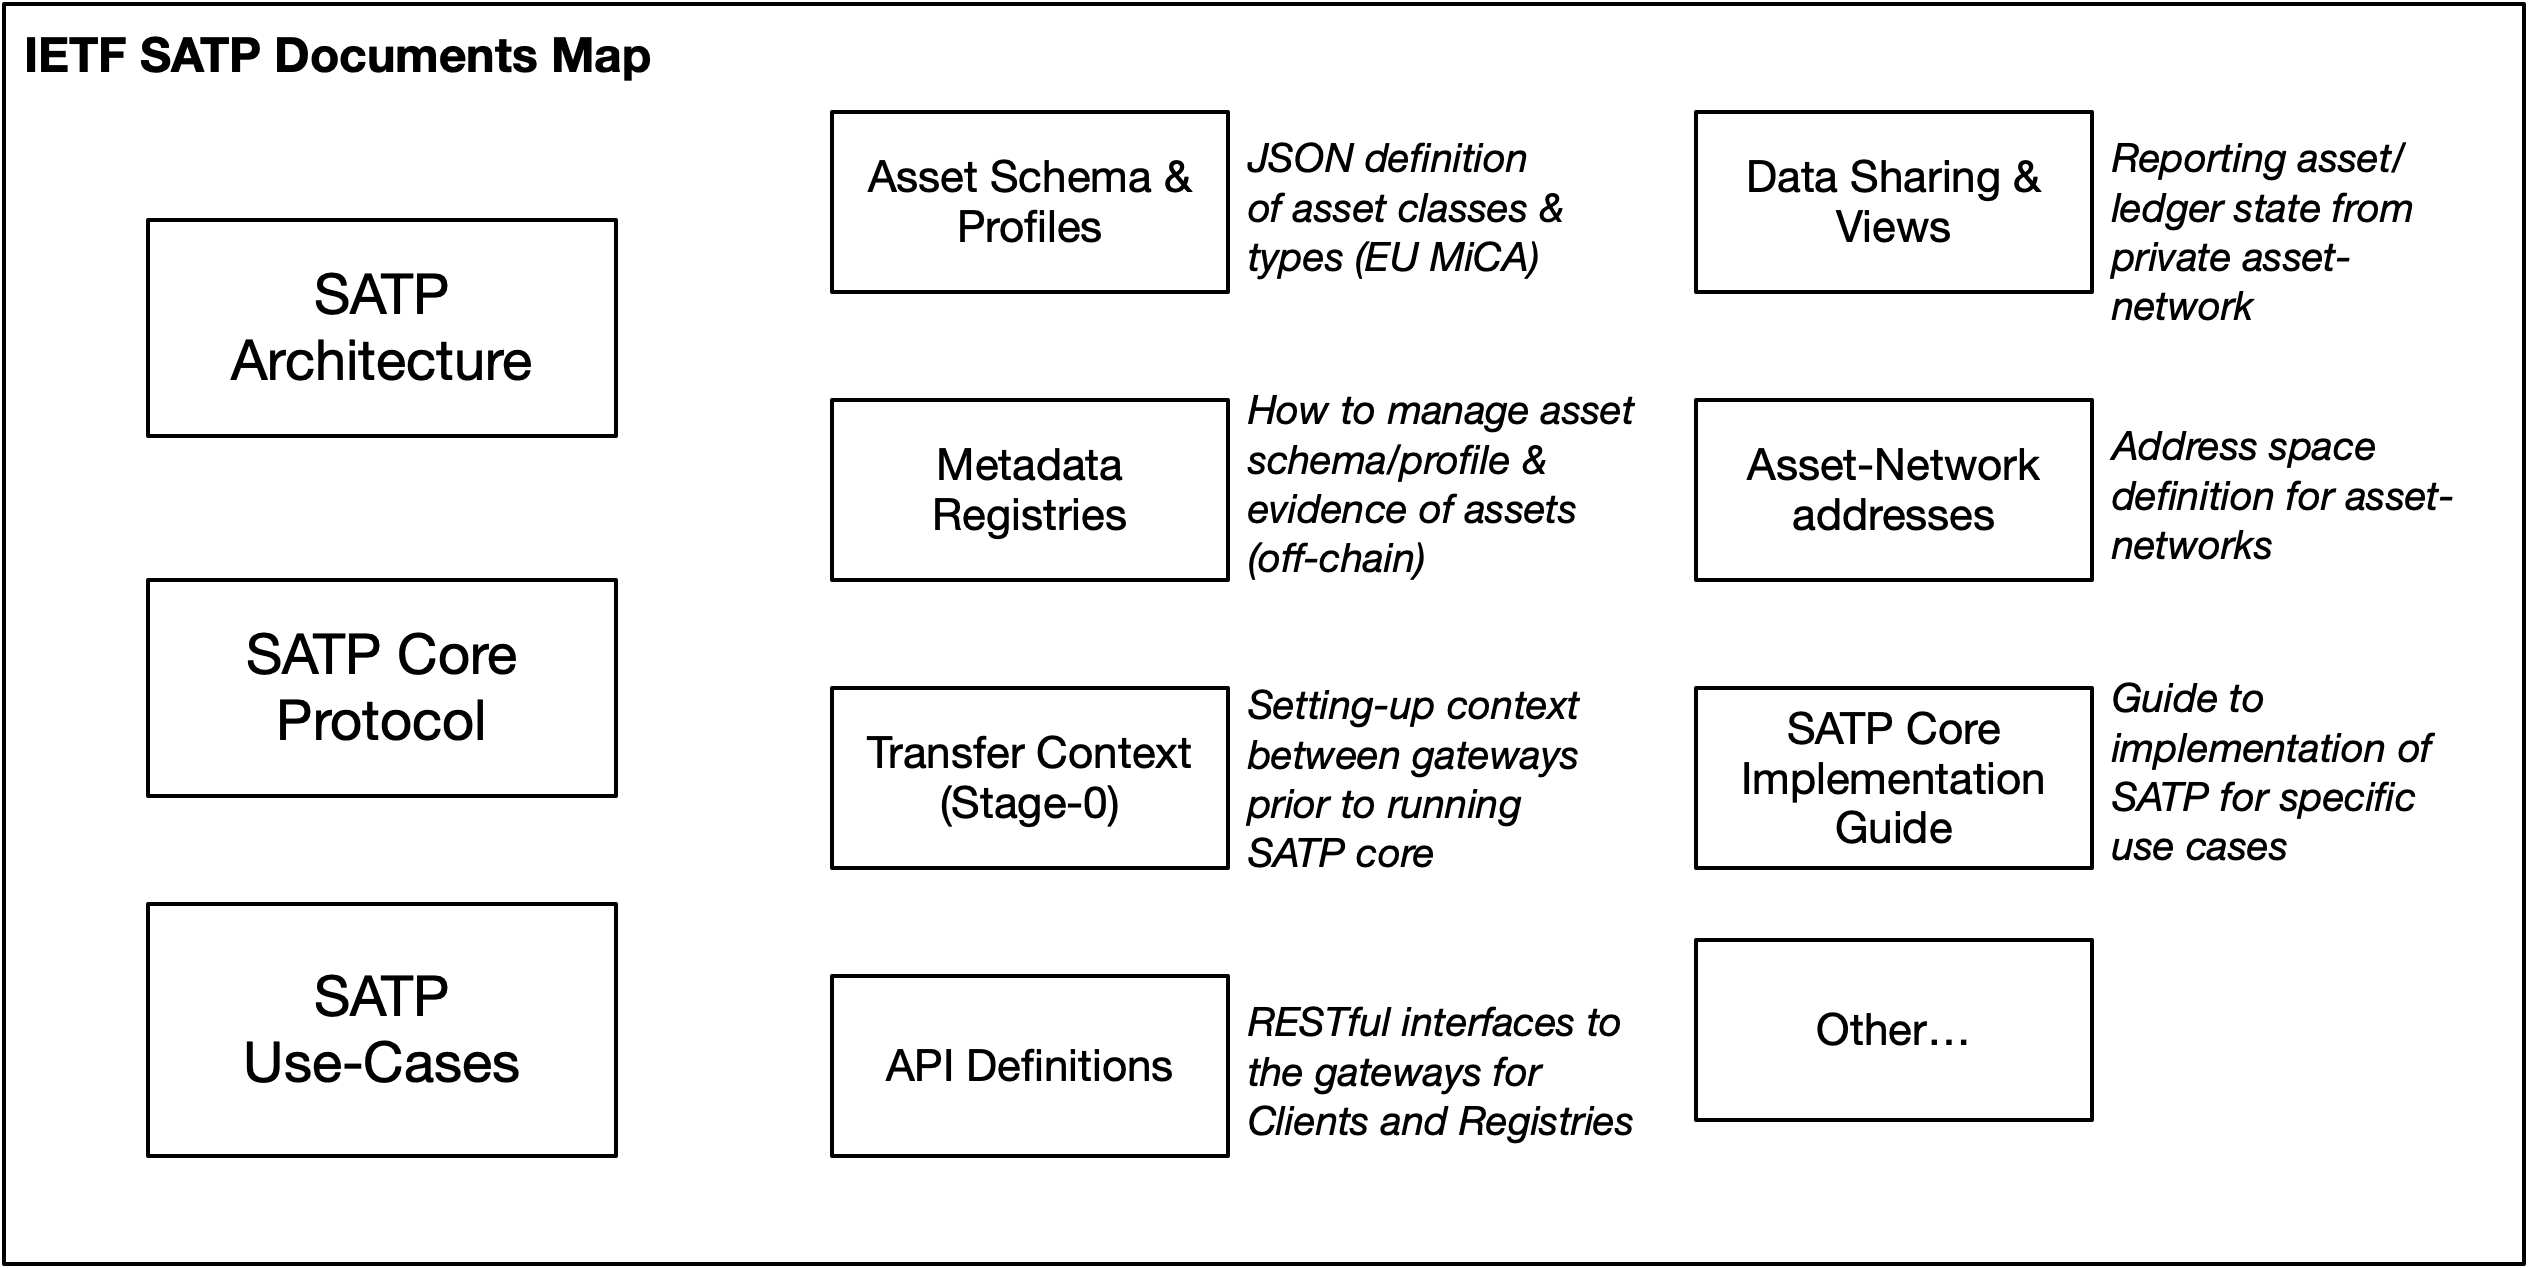 IETF SATP Documents Map
SATP
Architecture
SATP Core
Protocol
SATP
Use-Cases
Asset Schema &
Profiles
JSON definition
of asset classes &
types (EU MiCA)
Metadata
Registries
How to manage asset
schema/profile &
evidence of assets
(off-chain)
Transfer Context
(Stage-0)
Setting-up context
between gateways
prior to running
SATP core
API Definitions
RESTful interfaces to
the gateways for
Clients and Registries
Data Sharing &
Views
Reporting asset/
ledger state from
private asset-
network
Asset-Network
addresses
Address space
definition for asset-
networks
SATP Core
Implementation
Guide
Guide to
implementation of
SATP for specific
use cases
Other…